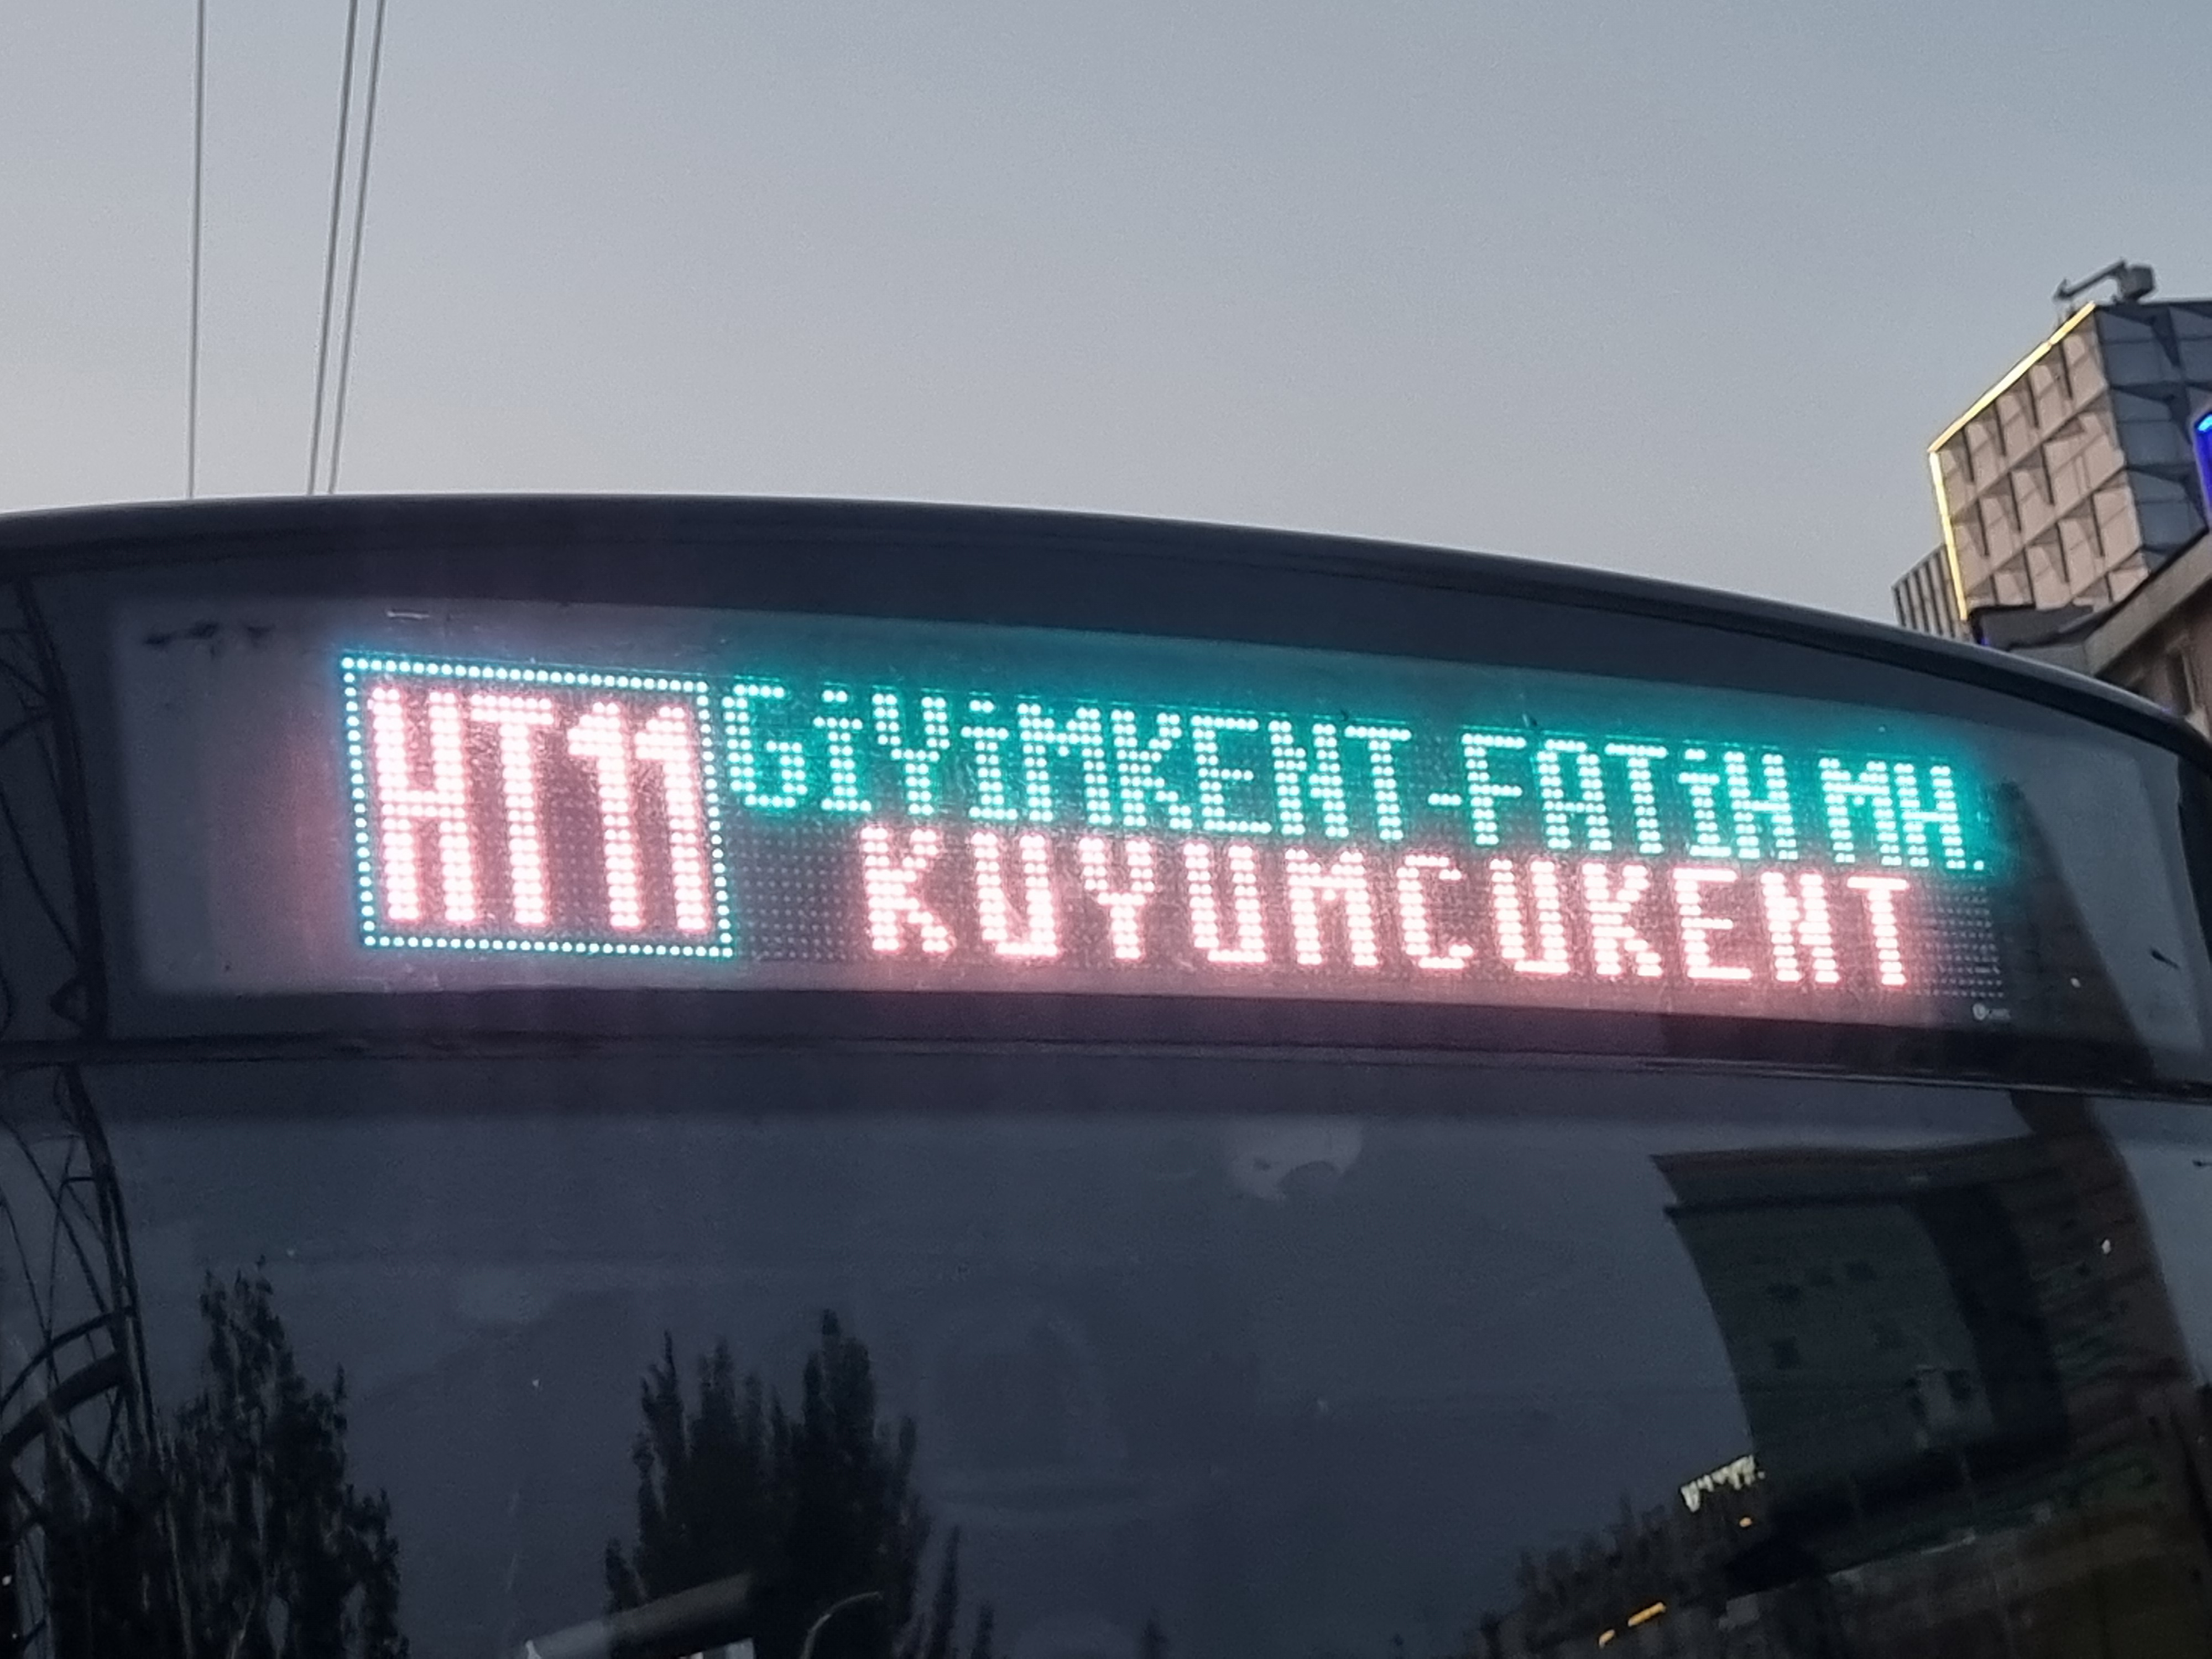 HT11
GİYİMKENT-FATİH MH.
KUYUMCUKENT